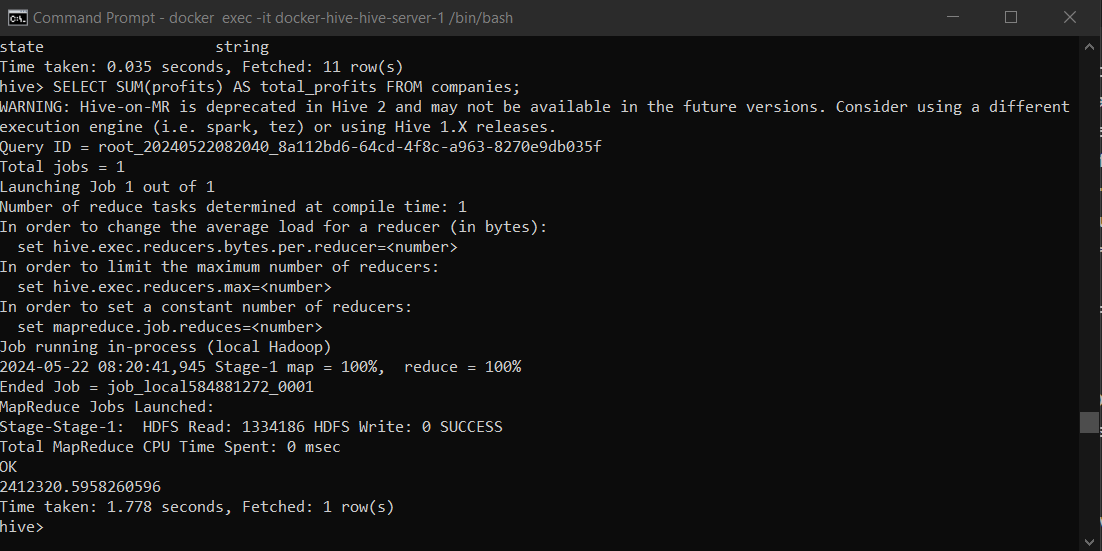 Command Prompt - docker  exec -it docker-hive-hive-server-1 /bin/bash
state                   string
Time taken: 0.035 seconds, Fetched: 11 row(s)
hive> SELECT SUM(profits) AS total_profits FROM companies;
WARNING: Hive-on-MR is deprecated in Hive 2 and may not be available in the future versions. Consider using a different
execution engine (i.e. spark, tez) or using Hive 1.X releases.
Query ID = root_20240522082040_8a112bd6-64cd-4f8c-a963-8270e9db035f
Total jobs = 1
Launching Job 1 out of 1
Number of reduce tasks determined at compile time: 1
In order to change the average load for a reducer (in bytes):
  set hive.exec.reducers.bytes.per.reducer=<number>
In order to limit the maximum number of reducers:
  set hive.exec.reducers.max=<number>
In order to set a constant number of reducers:
  set mapreduce.job.reduces=<number>
Job running in-process (local Hadoop)
2024-05-22 08:20:41,945 Stage-1 map = 100%,  reduce = 100%
Ended Job = job_local584881272_0001
MapReduce Jobs Launched:
Stage-Stage-1:  HDFS Read: 1334186 HDFS Write: 0 SUCCESS
Total MapReduce CPU Time Spent: 0 msec
OK
2412320.5958260596
Time taken: 1.778 seconds, Fetched: 1 row(s)
hive>